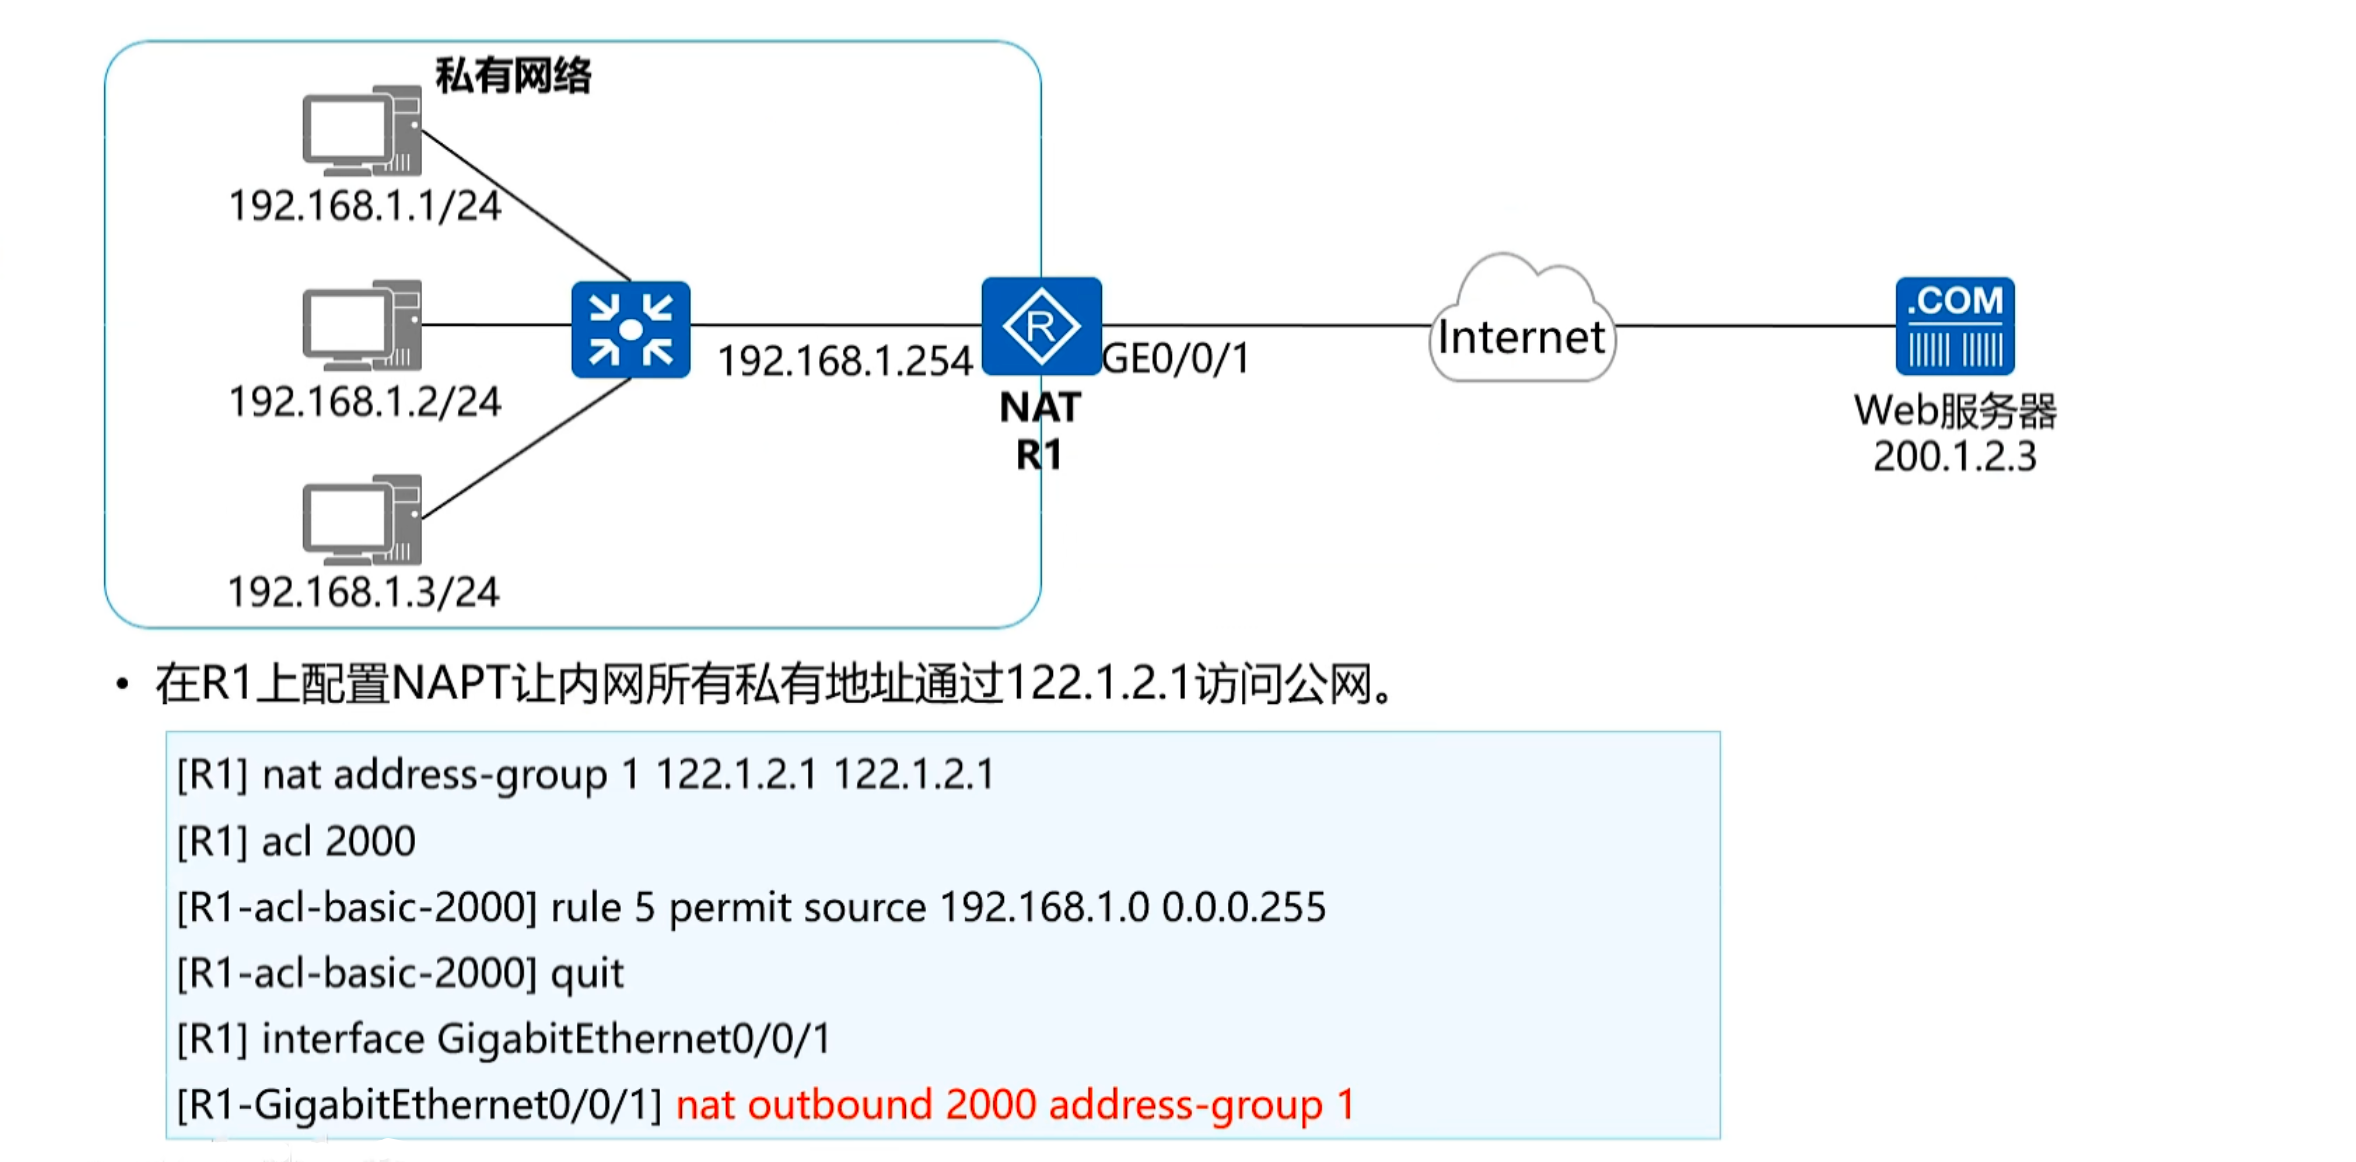 私有网络
192.168.1.1/24
192.168.1.2/24
192.168.1.3/24
192.168.1.254
R
GE0/0/1
NAT
R1
Internet
.COM
Web服务器
200.1.2.3
• 在R1上配置NAPT让内网所有私有地址通过122.1.2.1访问公网。
[R1] nat address-group 1 122.1.2.1 122.1.2.1
[R1] acl 2000
[R1-acl-basic-2000] rule 5 permit source 192.168.1.0 0.0.0.255
[R1-acl-basic-2000] quit
[R1] interface GigabitEthernet0/0/1
[R1-GigabitEthernet0/0/1] nat outbound 2000 address-group 1